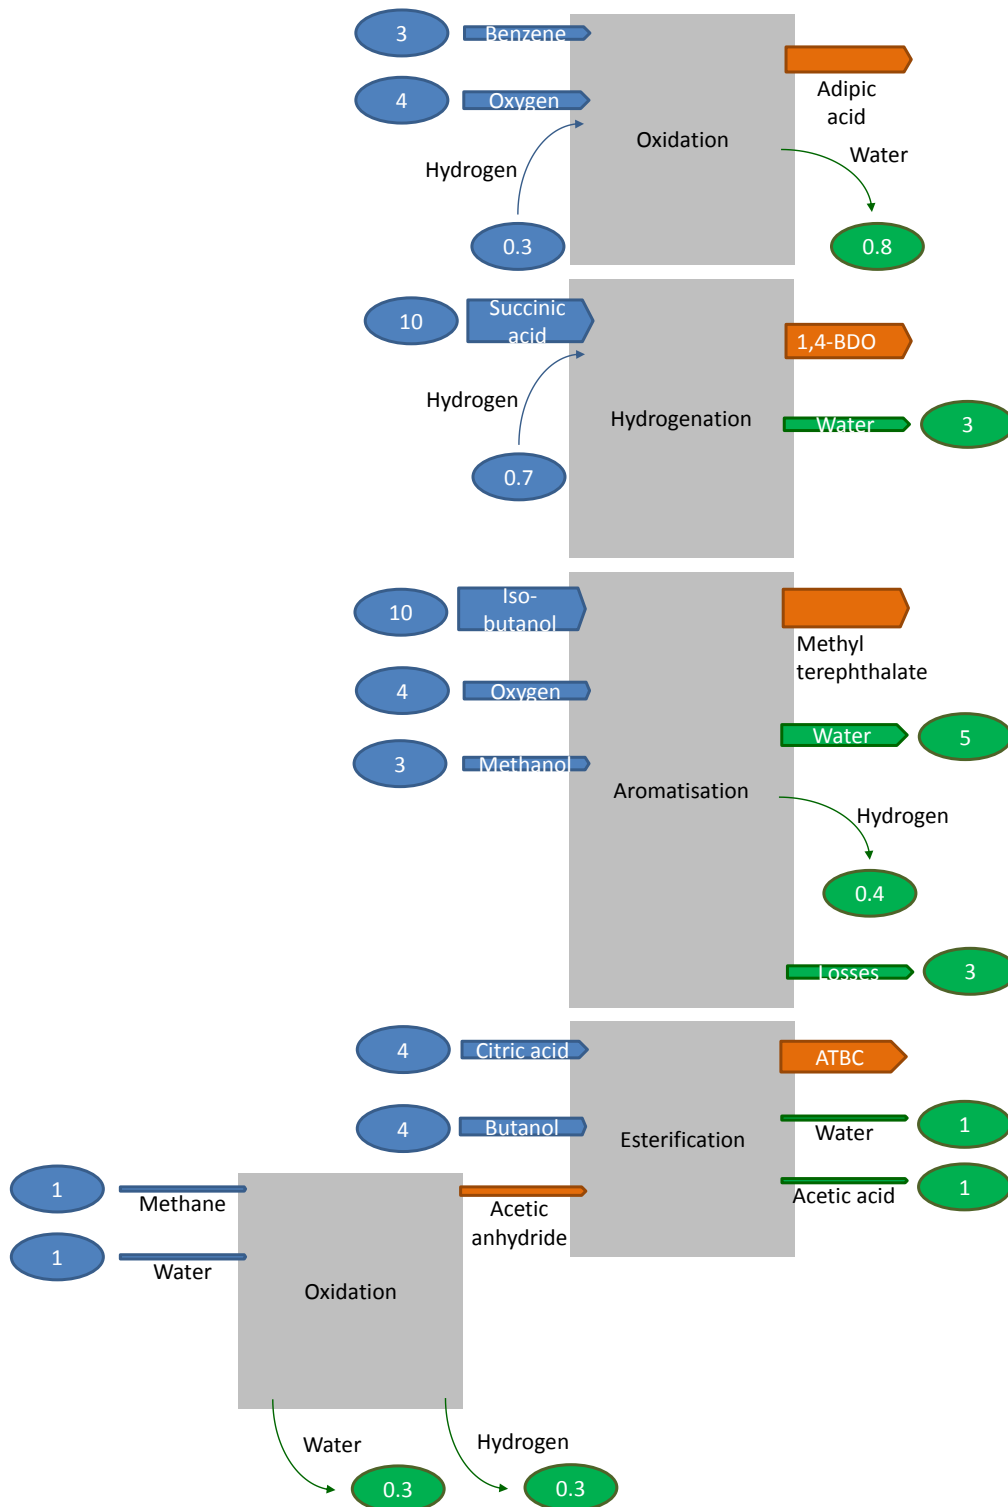 3
Benzene
Adipic
acid
4
Oxygen
Oxidation
Water
Hydrogen
0.3
0.8
10
Succinic
acid
1,4-BDO
Hydrogen
Hydrogenation
Water
3
0.7
10
Iso-
butanol
Methyl
terephthalate
4
Oxygen
Water
5
3
Methanol
Aromatisation
Hydrogen
0.4
Losses
3
4
Citric acid
ATBC
4
Butanol
Esterification
Water
1
1
Methane
Acetic
anhydride
Acetic acid
1
1
Water
Oxidation
Water
0.3
Hydrogen
0.3